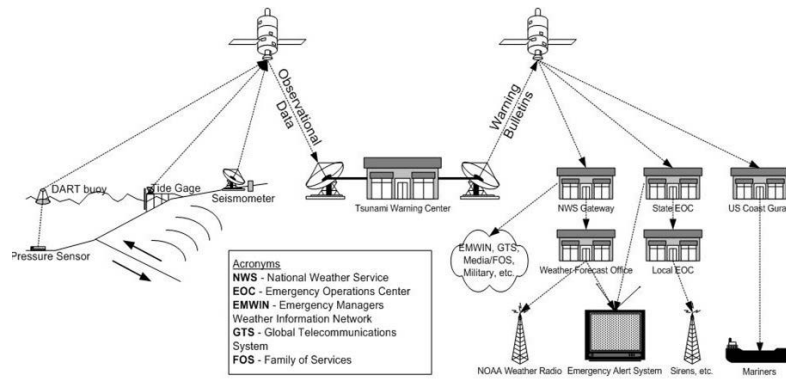 Observational
Data
Warning
Bulletins
DART buoy
Tide Gage
Seismometer
Pressure Sensor
Tsunami Warning Center
NWS Gateway
State EOC
US Coast Gurad
EMWIN, GTS,
Media/FOS,
Military, etc.
Weather Forecast Office
Local EOC
Acronyms
NWS - National Weather Service
EOC - Emergency Operations Center
EMWIN - Emergency Managers
Weather Information Network
GTS - Global Telecommunications
System
FOS - Family of Services
NOAA Weather Radio
Emergency Alert System
Sirens, etc.
Mariners